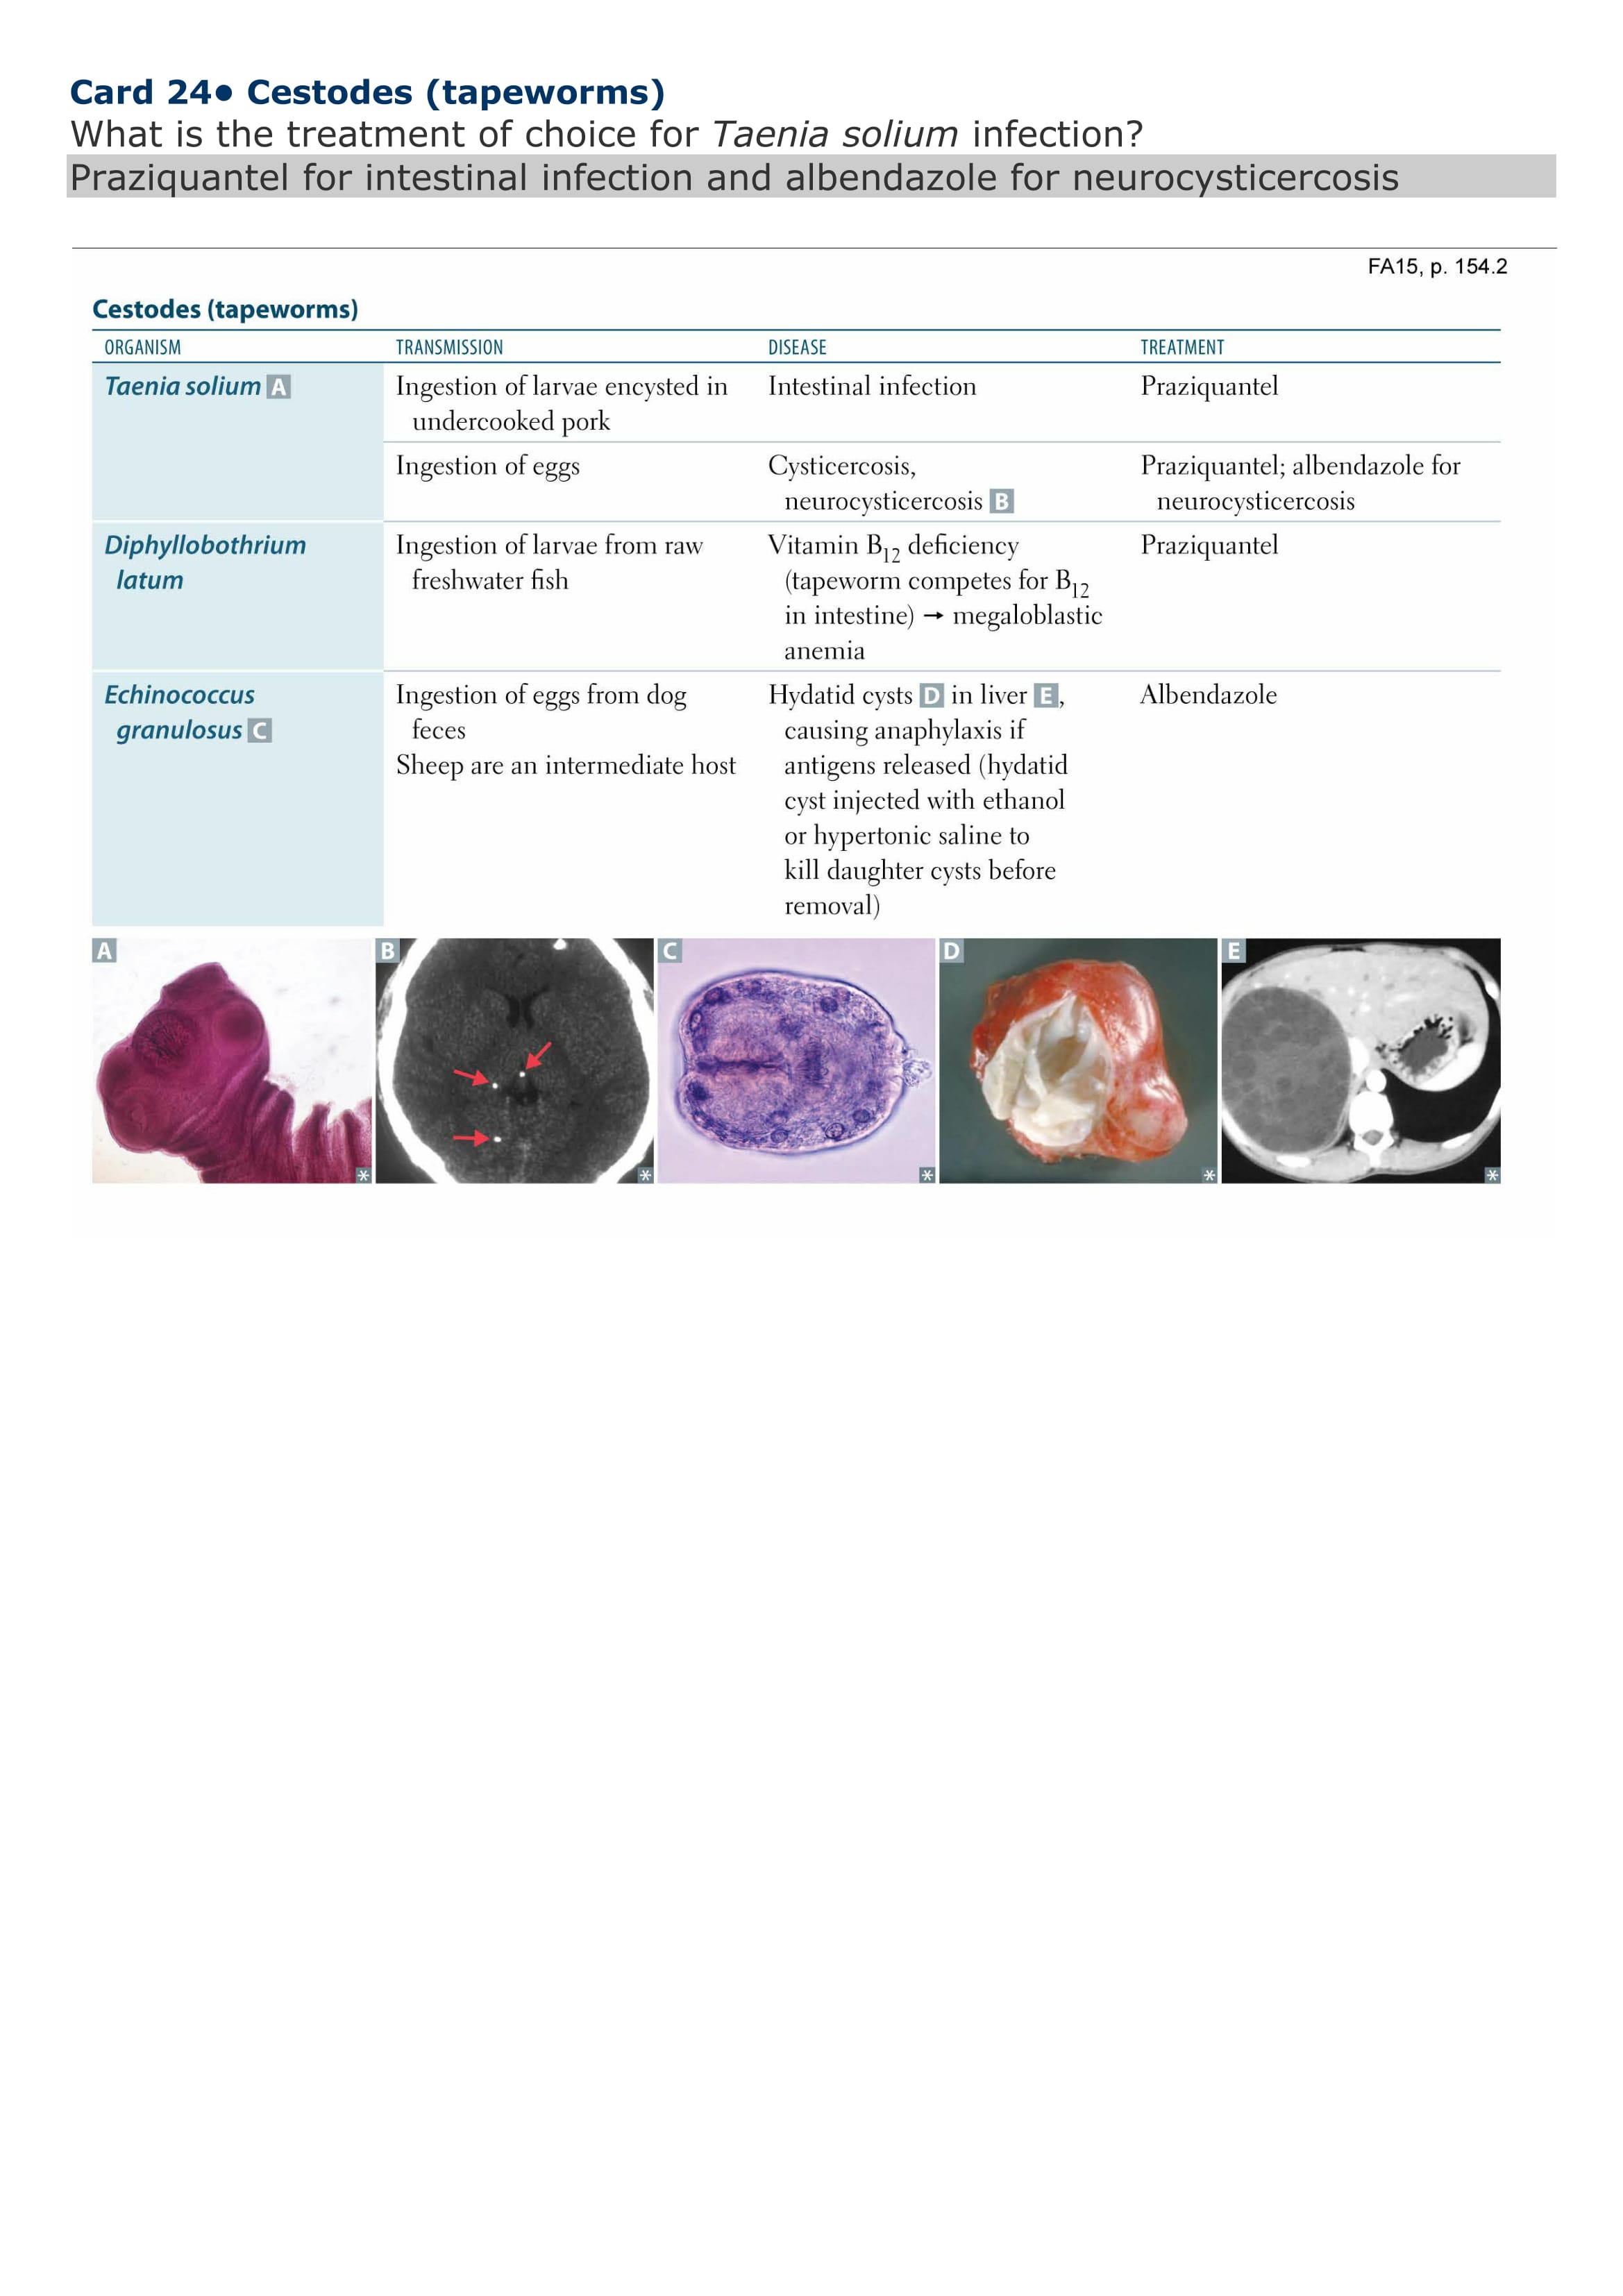 Card 24● Cestodes (tapeworms)
What is the treatment of choice for Taenia solium infection?
Praziquantel for intestinal infection and albendazole for neurocysticercosis
FA15, p. 154.2
Cestodes (tapeworms)
ORGANISM TRANSMISSION DISEASE TREATMENT
Taenia solium A Ingestion of larvae encysted in Intestinal infection Praziquantel
undercooked pork
Ingestion of eggs Cysticercosis, Praziquantel; albendazole for
neurocysticercosis B neurocysticercosis
Diphyllobothrium Ingestion of larvae from raw Vitamin B12 deficiency Praziquantel
latum freshwater fish (tapeworm competes for B12
in intestine) → megaloblastic
anemia
Echinococcus Ingestion of eggs from dog Hydatid cysts D in liver E, Albendazole
granulosus C feces causing anaphylaxis if
Sheep are an intermediate host antigens released (hydatid
cyst injected with ethanol
or hypertonic saline to
kill daughter cysts before
removal)
A B C D E
* * * * *